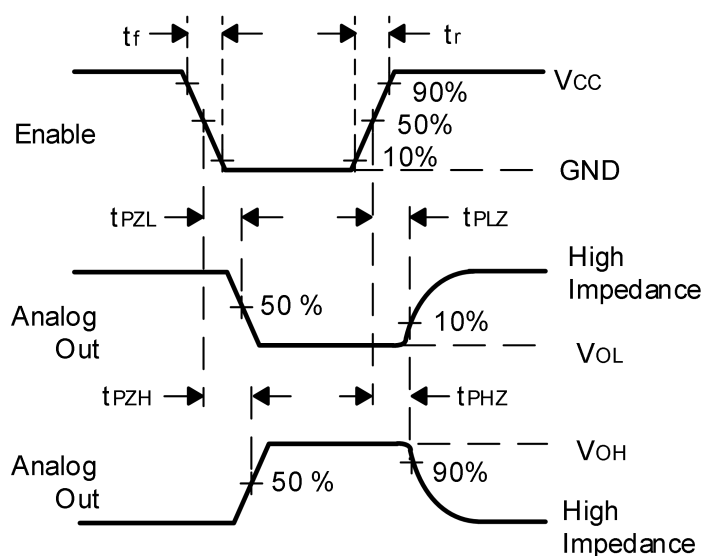 tf
tr
VCC
90%
Enable
50%
10%
GND
tPZL
tPLZ
High
Impedance
50 %
10%
Analog
Out
VOL
tPZH
tPHZ
VOH
Analog
Out
50 %
90%
High
Impedance